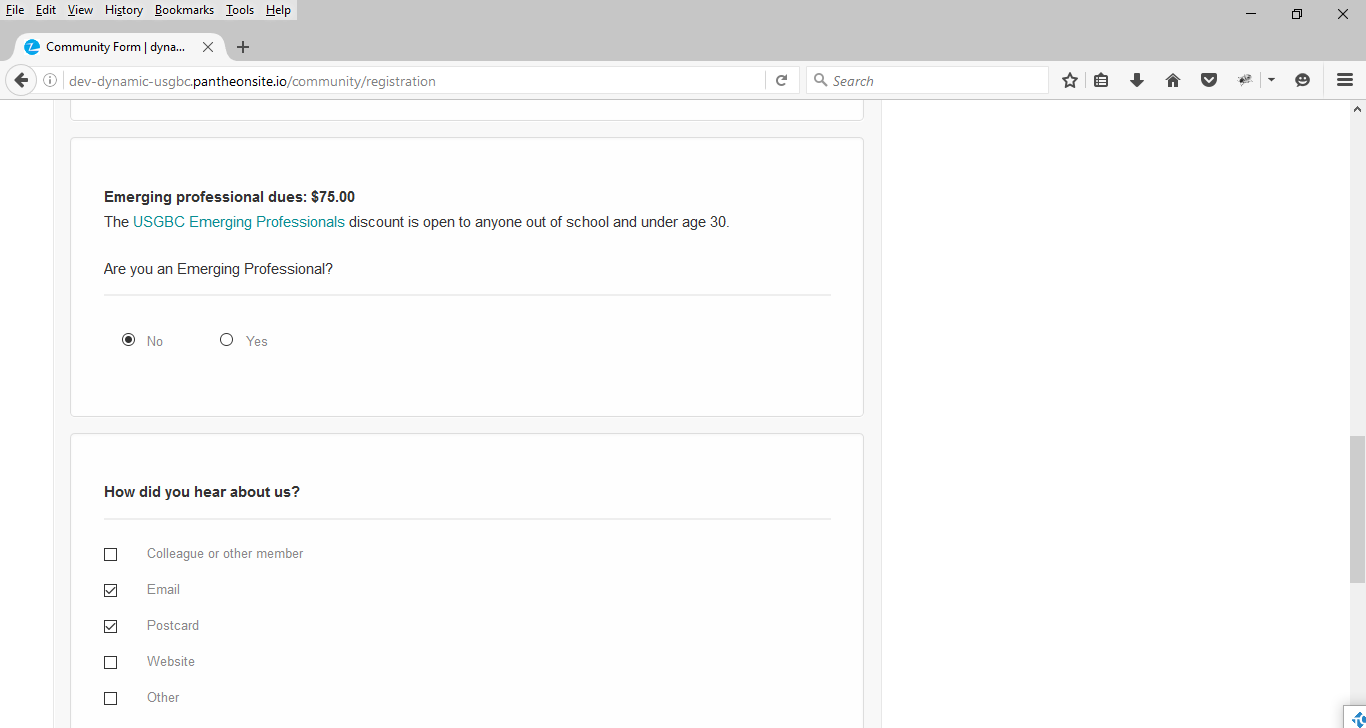 File Edit View History Bookmarks Tools Help
Community Form | dyna...
dev-dynamic-usgbc.pantheonsite.io/community/registration
Search
Emerging professional dues: $75.00
The USGBC Emerging Professionals discount is open to anyone out of school and under age 30.
Are you an Emerging Professional?
No Yes
How did you hear about us?
Colleague or other member
Email
Postcard
Website
Other